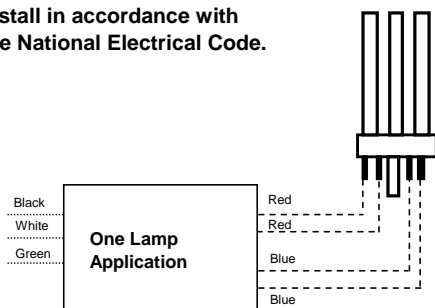 stall in accordance with
e National Electrical Code.
Black
White
Green
One Lamp
Application
Red
Red
Blue
Blue